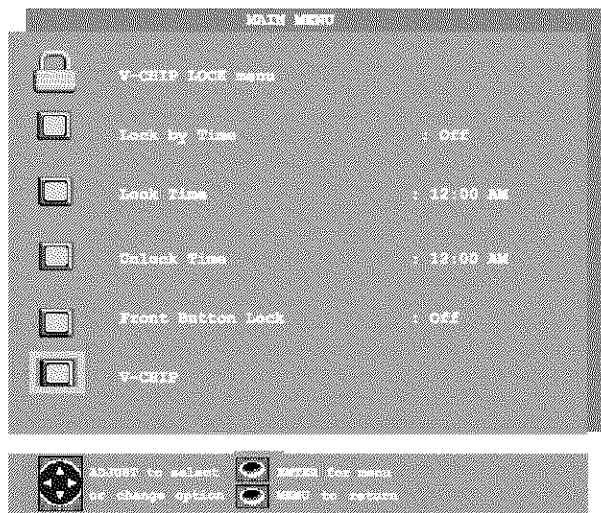 MAIN MENU
V-CHIP LOCK menu
Lock by Time : Off
Lock Time : 12:00 AM
Unlock Time : 12:00 AM
Front Button Lock : Off
V-CHIP
ADJUST to select ENTER for menu
or change option MENU to return